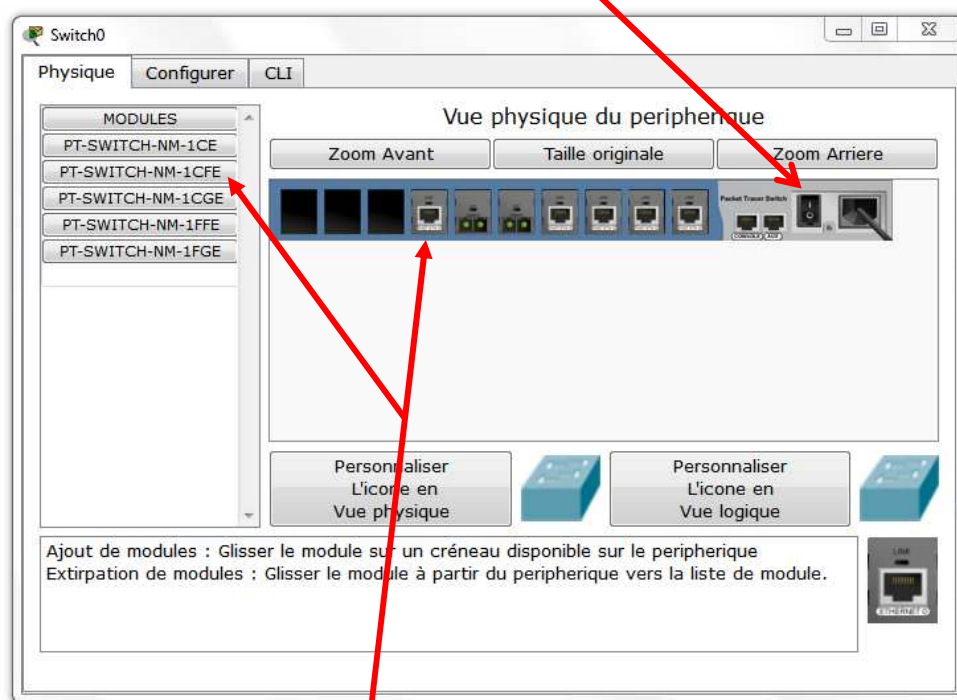 Switch0
Physique
Configurer
CLI
MODULES
PT-SWITCH-NM-1CE
PT-SWITCH-NM-1CFE
PT-SWITCH-NM-1CGE
PT-SWITCH-NM-1FFE
PT-SWITCH-NM-1FGE
Vue physique du peripherique
Zoom Avant
Taille originale
Zoom Arriere
Packet Tracer Switch
CONSOLE
AUX
Personnaliser
L'icone en
Vue physique
Personnaliser
L'icone en
Vue logique
Ajout de modules : Glisser le module sur un créneau disponible sur le peripherique
Extirpation de modules : Glisser le module à partir du peripherique vers la liste de module.
LINK
ETHERNET 0